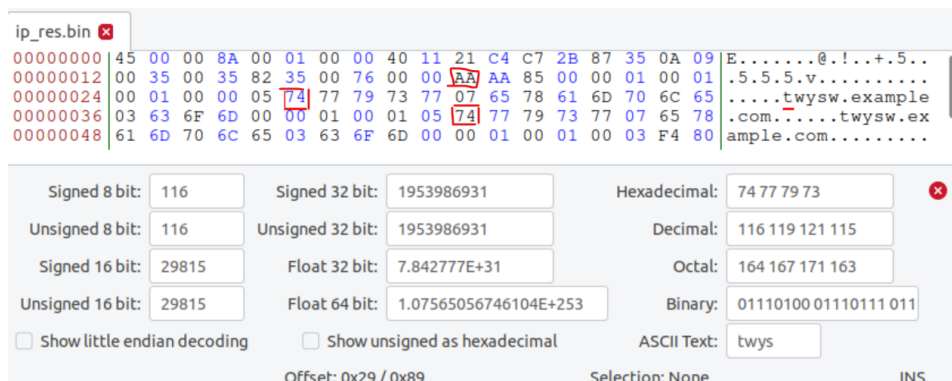 ip_res.bin
00000000 45 00 00 8A 00 01 00 00 40 11 21 C4 C7 2B 87 35 0A 09 E.......@.!..+.5..
00000012 00 35 00 35 82 35 00 76 00 00 AA AA 85 00 00 01 00 01 .5.5.5.v..........
00000024 00 01 00 00 05 74 77 79 73 77 07 65 78 61 6D 70 6C 65 .....twysw.example
00000036 03 63 6F 6D 00 00 01 00 01 05 74 77 79 73 77 07 65 78 .com......twysw.ex
00000048 61 6D 70 6C 65 03 63 6F 6D 00 00 01 00 01 00 03 F4 80 ample.com.........
Signed 8 bit: 116 Signed 32 bit: 1953986931 Hexadecimal: 74 77 79 73
Unsigned 8 bit: 116 Unsigned 32 bit: 1953986931 Decimal: 116 119 121 115
Signed 16 bit: 29815 Float 32 bit: 7.842777E+31 Octal: 164 167 171 163
Unsigned 16 bit: 29815 Float 64 bit: 1.07565056746104E+253 Binary: 01110100 01110111 011
Show little endian decoding Show unsigned as hexadecimal ASCII Text: twys
Offset: 0x29 / 0x89 Selection: None INS